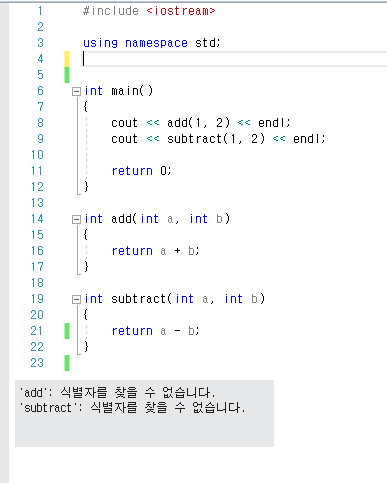 1 #include <iostream>
2
3 using namespace std;
4
5
6 int main()
7 {
8 cout << add(1, 2) << endl;
9 cout << subtract(1, 2) << endl;
10
11 return 0;
12 }
13
14 int add(int a, int b)
15 {
16 return a + b;
17 }
18
19 int subtract(int a, int b)
20 {
21 return a - b;
22 }
23
'add': 식별자를 찾을 수 없습니다.
'subtract': 식별자를 찾을 수 없습니다.